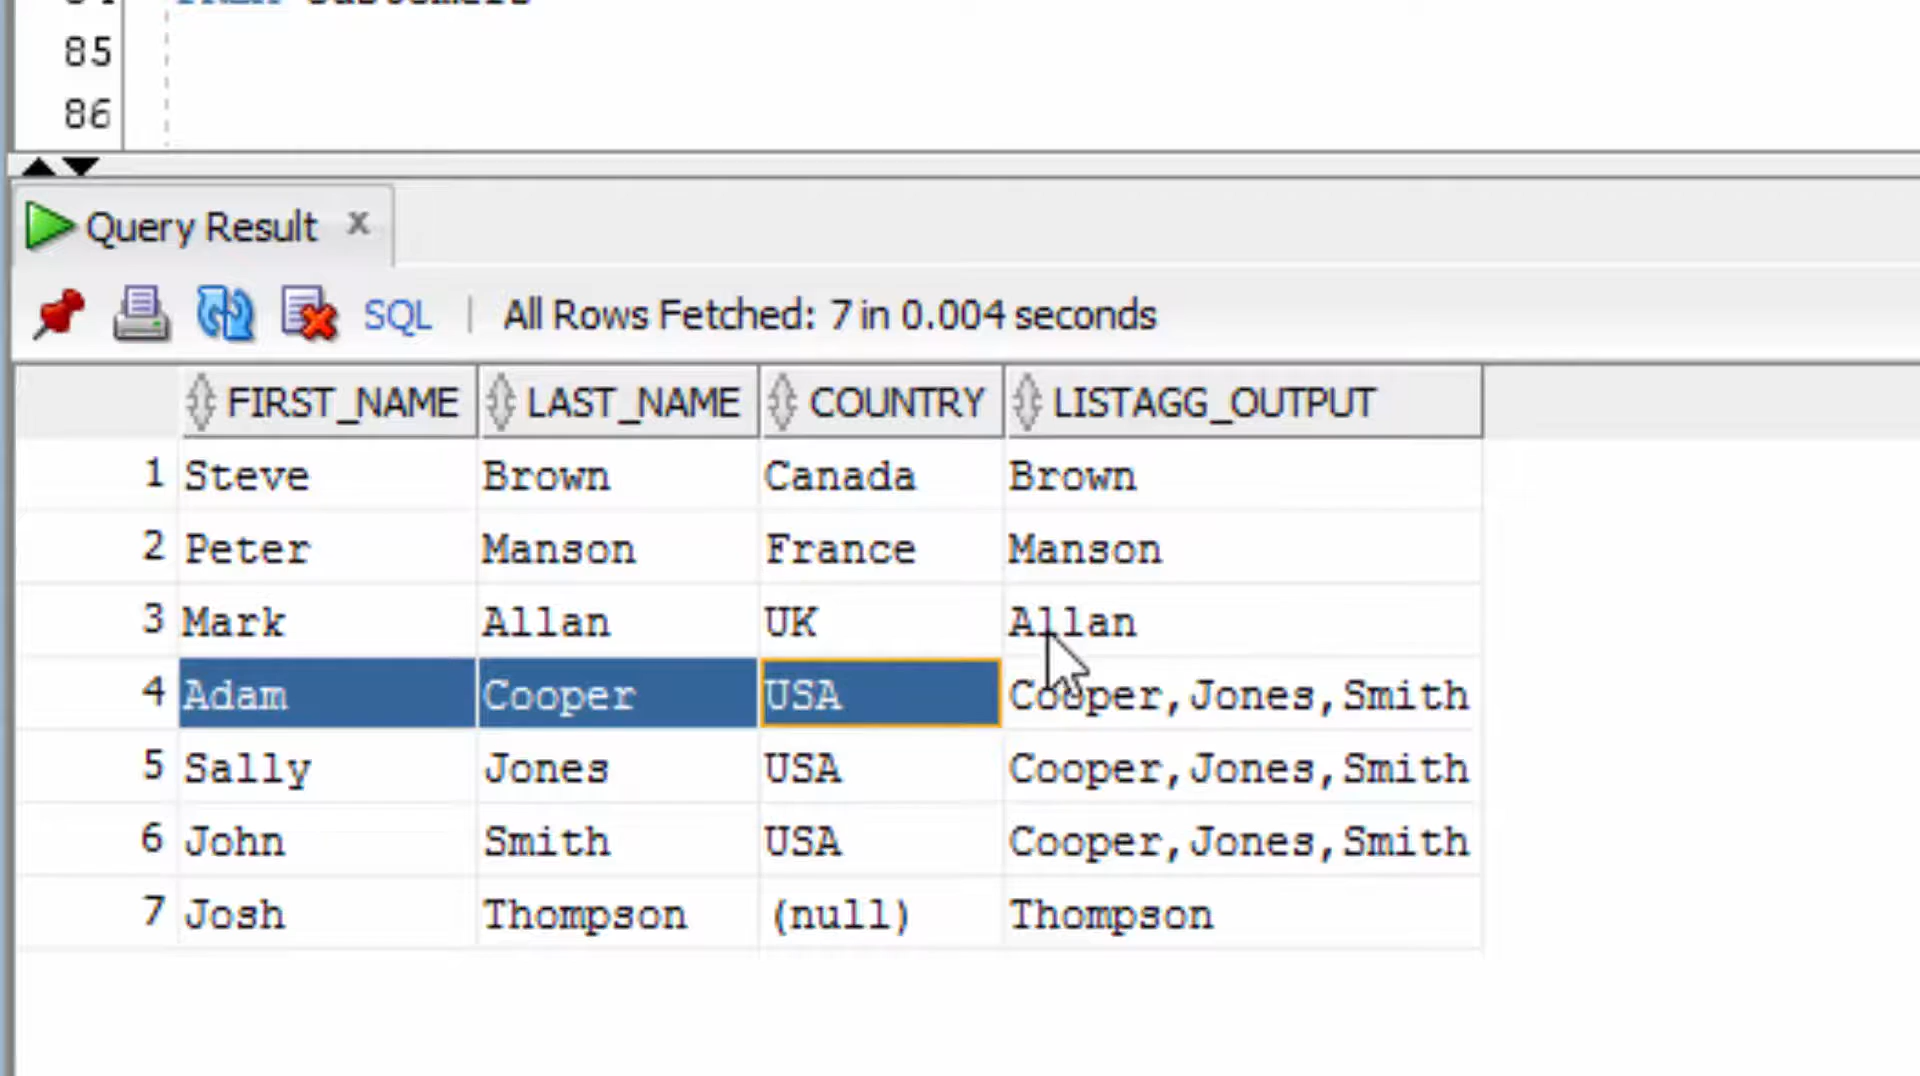 85
86
Query Result x
SQL | All Rows Fetched: 7 in 0.004 seconds
FIRST_NAME LAST_NAME COUNTRY LISTAGG_OUTPUT
1 Steve Brown Canada Brown
2 Peter Manson France Manson
3 Mark Allan UK Allan
4 Adam Cooper USA Cooper,Jones,Smith
5 Sally Jones USA Cooper,Jones,Smith
6 John Smith USA Cooper,Jones,Smith
7 Josh Thompson (null) Thompson